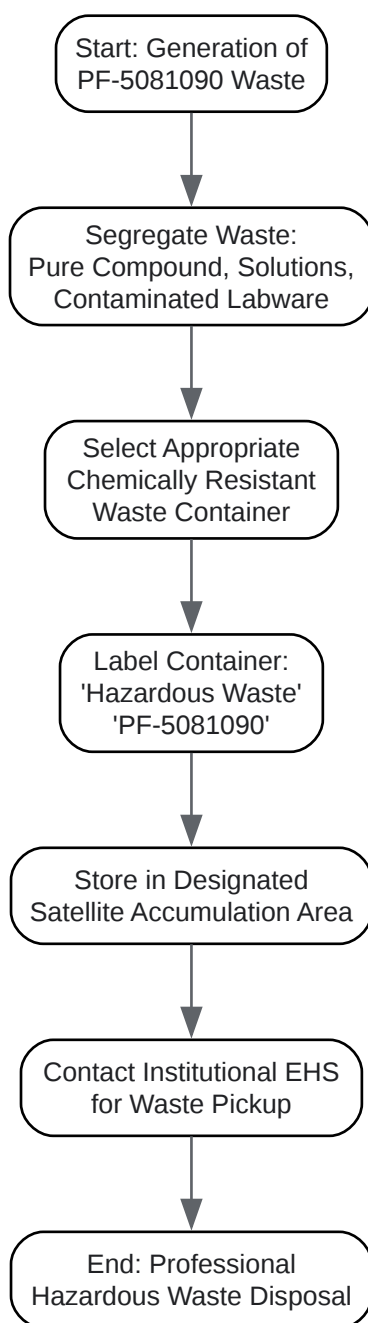 Start: Generation of
PF-5081090 Waste
Segregate Waste:
Pure Compound, Solutions,
Contaminated Labware
Select Appropriate
Chemically Resistant
Waste Container
Label Container:
'Hazardous Waste'
'PF-5081090'
Store in Designated
Satellite Accumulation Area
Contact Institutional EHS
for Waste Pickup
End: Professional
Hazardous Waste Disposal